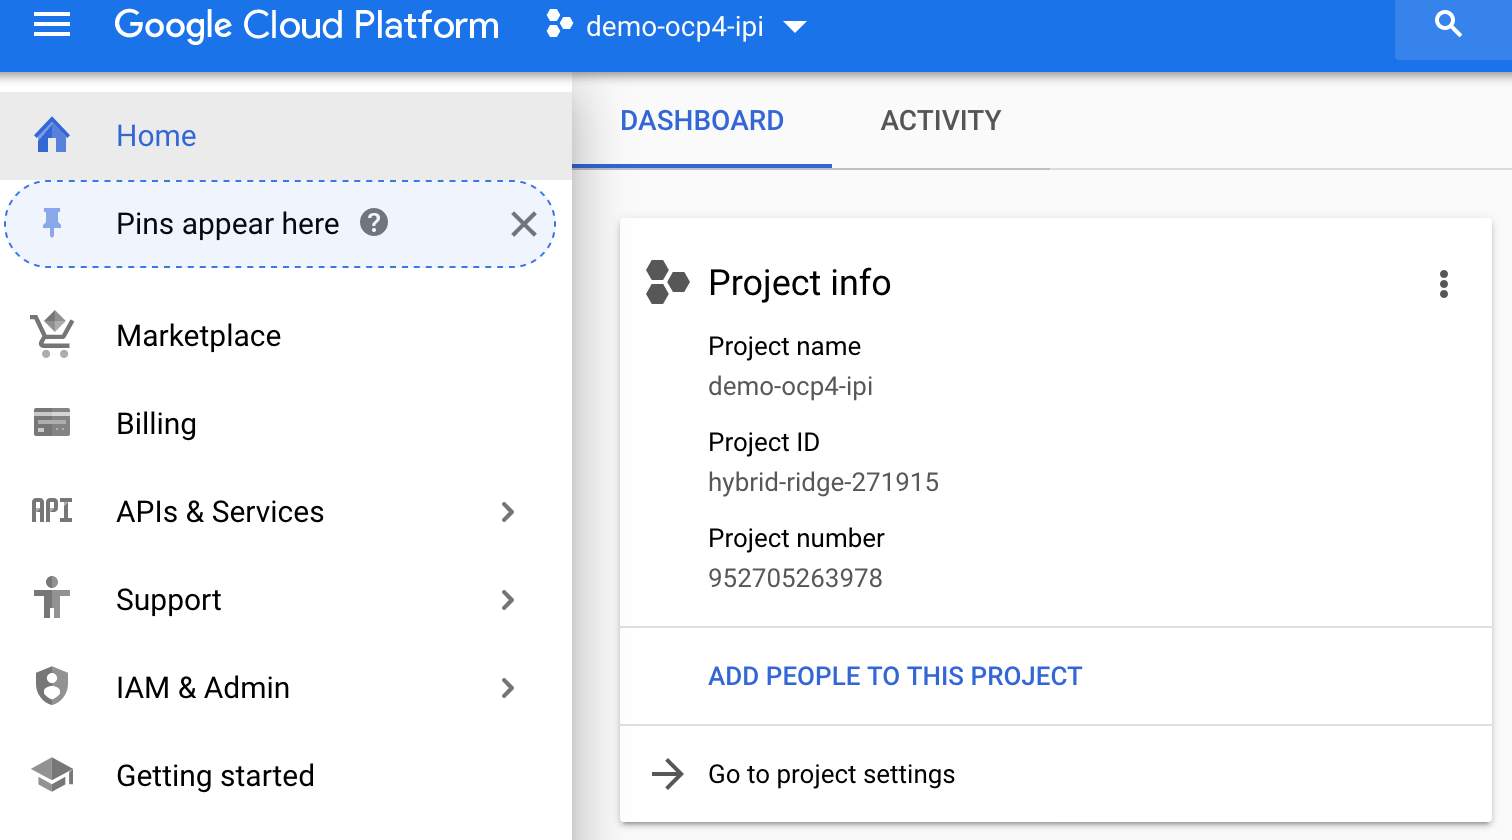 Google Cloud Platform demo-ocp4-ipi
Home
Pins appear here ?
Marketplace
Billing
API APIs & Services
Support
IAM & Admin
Getting started
DASHBOARD ACTIVITY
Project info
Project name
demo-ocp4-ipi
Project ID
hybrid-ridge-271915
Project number
952705263978
ADD PEOPLE TO THIS PROJECT
Go to project settings